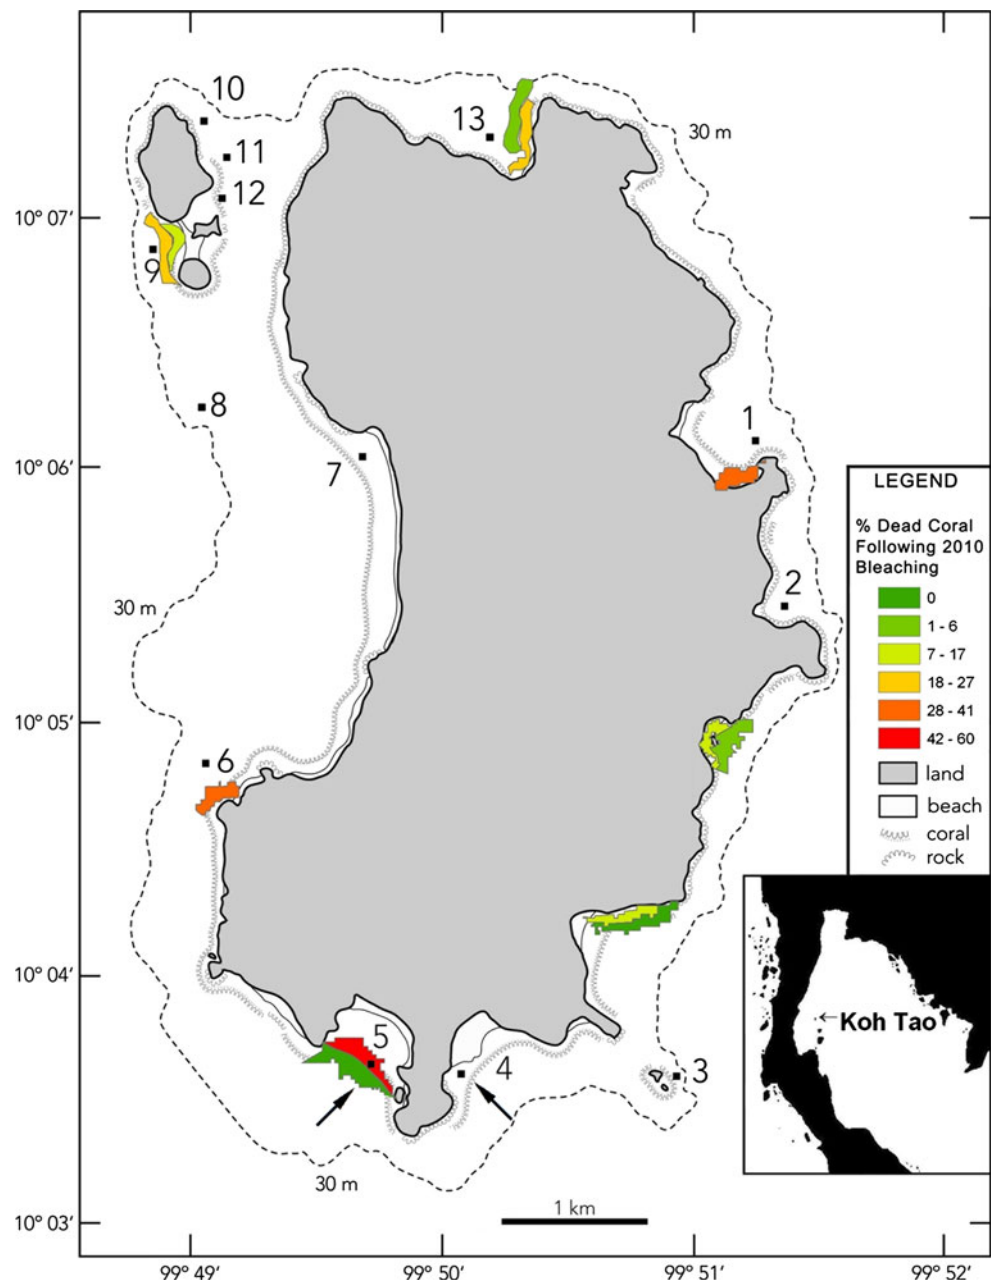 10
13
30 m
11
12
10° 07′
9
8
1
7
10° 06′
LEGEND
% Dead Coral
Following 2010
Bleaching
0
1 - 6
7 - 17
18 - 27
28 - 41
42 - 60
land
beach
coral
rock
2
30 m
10° 05′
6
10° 04′
Koh Tao
5
4
3
30 m
1 km
10° 03′
99° 49′
99° 50′
99° 51′
99° 52′